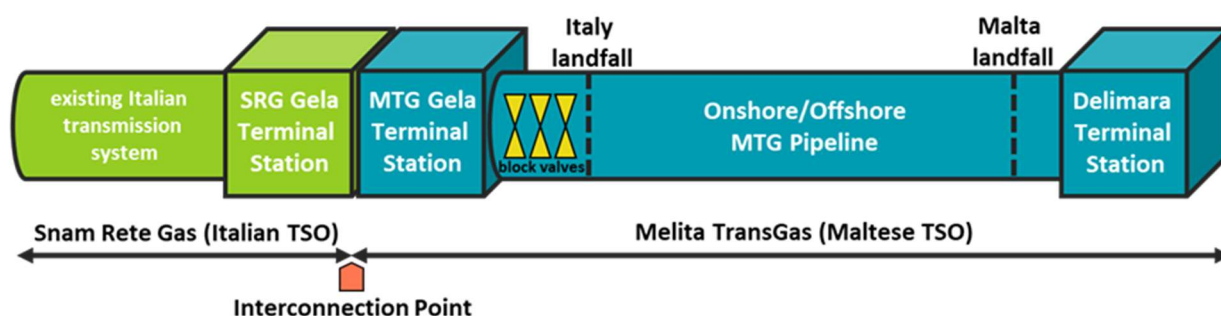 existing Italian
transmission
system
SRG Gela
Terminal
Station
MTG Gela
Terminal
Station
block valves
Italy
landfall
Onshore/Offshore
MTG Pipeline
Malta
landfall
Delimara
Terminal
Station
Snam Rete Gas (Italian TSO)
Melita TransGas (Maltese TSO)
Interconnection Point